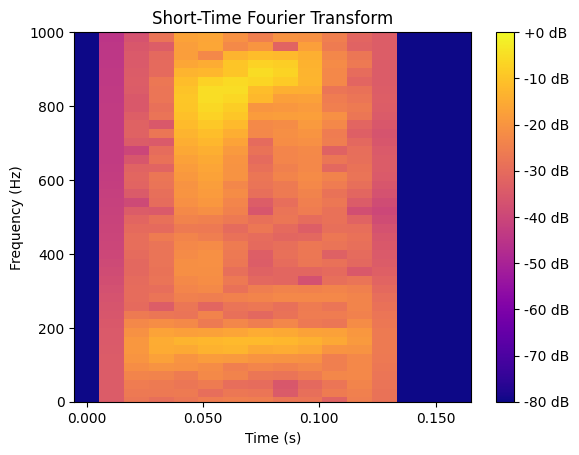 Short-Time Fourier Transform
Frequency (Hz)
1000
800
600
400
200
0
0.000
0.050
0.100
0.150
Time (s)
+0 dB
-10 dB
-20 dB
-30 dB
-40 dB
-50 dB
-60 dB
-70 dB
-80 dB